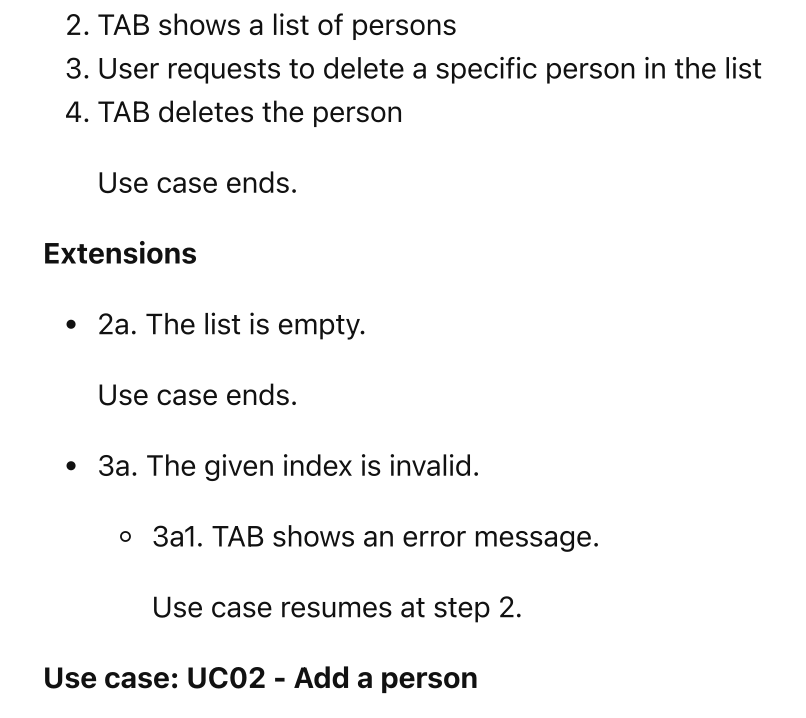 2. TAB shows a list of persons
3. User requests to delete a specific person in the list
4. TAB deletes the person
Use case ends.
Extensions
• 2a. The list is empty.
Use case ends.
• 3a. The given index is invalid.
◦ 3a1. TAB shows an error message.
Use case resumes at step 2.
Use case: UC02 - Add a person